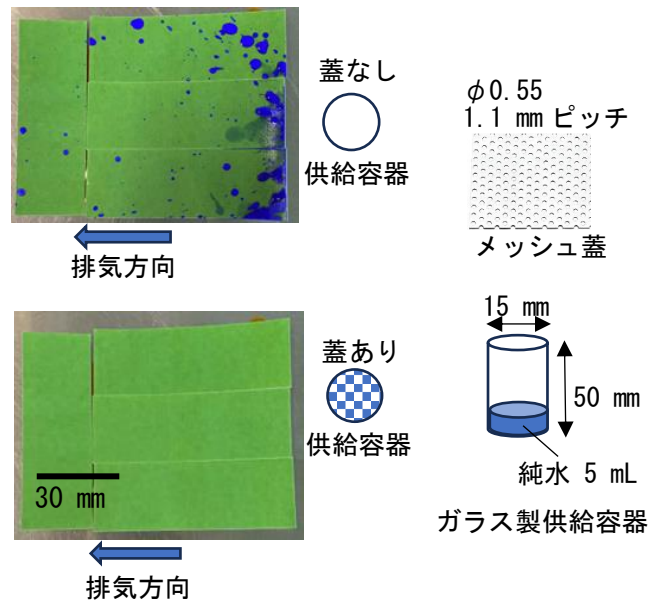 蓋なし
供給容器
排気方向
φ0.55
1.1 mm ピッチ
メッシュ蓋
蓋あり
供給容器
30 mm
排気方向
15 mm
50 mm
純水 5 mL
ガラス製供給容器